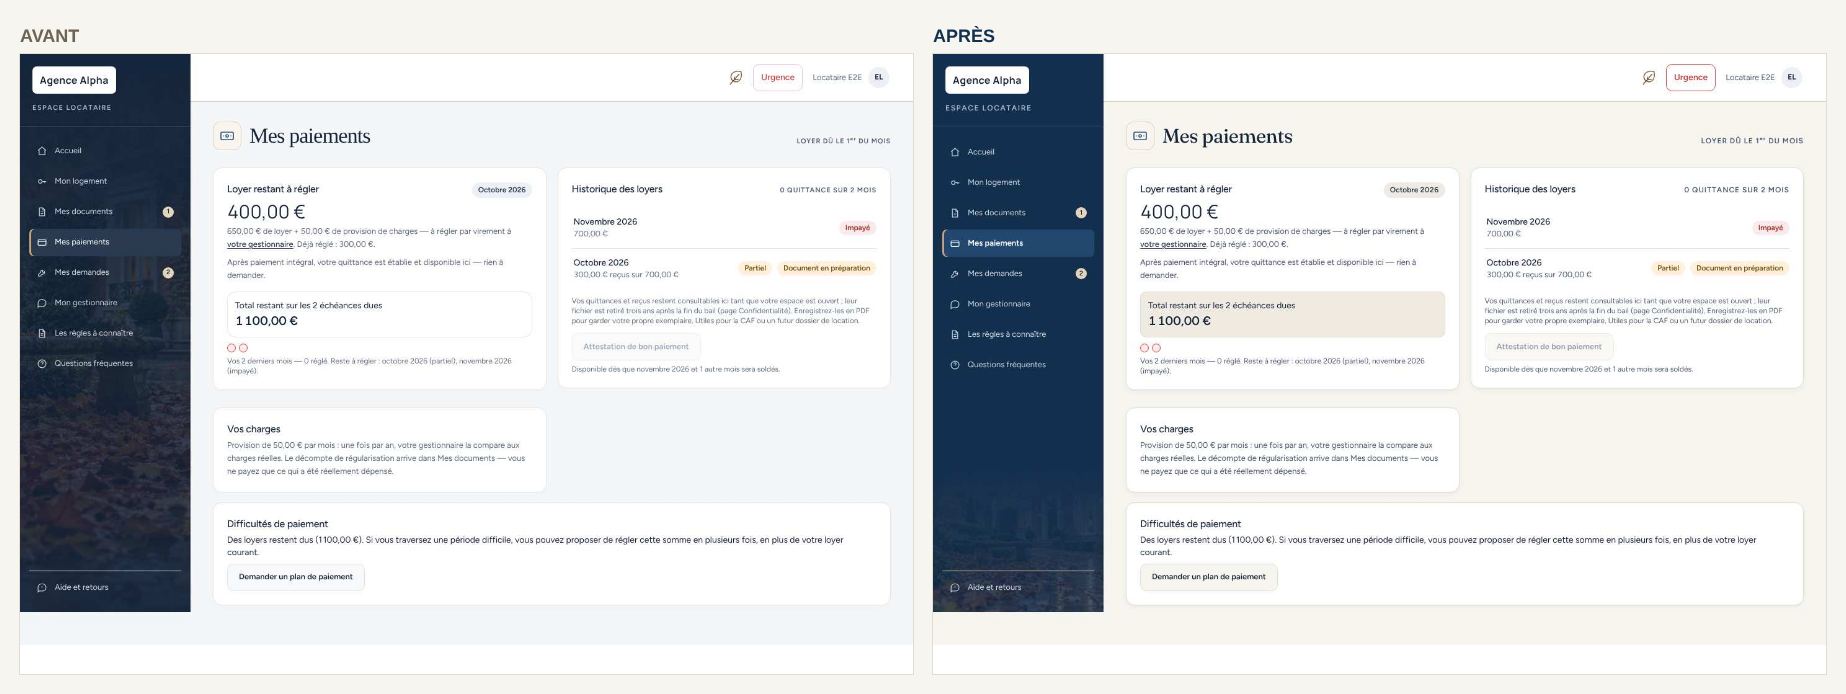 AVANT
Agence Alpha
ESPACE LOCATAIRE
Accueil
Mon logement
Mes documents 1
Mes paiements
Mes demandes 2
Mon gestionnaire
Les règles à connaître
Questions fréquentes
Aide et retours
Urgence Locataire E2E EL
Mes paiements
LOYER DÛ LE 1ᵉʳ DU MOIS
Loyer restant à régler Octobre 2026
400,00 €
650,00 € de loyer + 50,00 € de provision de charges — à régler par virement à
votre gestionnaire. Déjà réglé : 300,00 €.
Après paiement intégral, votre quittance est établie et disponible ici — rien à
demander.
Total restant sur les 2 échéances dues
1 100,00 €
Vos 2 derniers mois — 0 réglé. Reste à régler : octobre 2026 (partiel), novembre 2026
(impayé).
Historique des loyers 0 QUITTANCE SUR 2 MOIS
Novembre 2026
700,00 €
Impayé
Octobre 2026
300,00 € reçus sur 700,00 €
Partiel Document en préparation
Vos quittances et reçus restent consultables ici tant que votre espace est ouvert ; leur
fichier est retiré trois ans après la fin du bail (page Confidentialité). Enregistrez-les en PDF
pour garder votre propre exemplaire. Utiles pour la CAF ou un futur dossier de location.
Attestation de bon paiement
Disponible dès que novembre 2026 et 1 autre mois sera soldés.
Vos charges
Provision de 50,00 € par mois : une fois par an, votre gestionnaire la compare aux
charges réelles. Le décompte de régularisation arrive dans Mes documents — vous
ne payez que ce qui a été réellement dépensé.
Difficultés de paiement
Des loyers restent dus (1 100,00 €). Si vous traversez une période difficile, vous pouvez proposer de régler cette somme en plusieurs fois, en plus de votre loyer
courant.
Demander un plan de paiement
APRÈS
Agence Alpha
ESPACE LOCATAIRE
Accueil
Mon logement
Mes documents 1
Mes paiements
Mes demandes 2
Mon gestionnaire
Les règles à connaître
Questions fréquentes
Aide et retours
Urgence Locataire E2E EL
Mes paiements
LOYER DÛ LE 1ᵉʳ DU MOIS
Loyer restant à régler Octobre 2026
400,00 €
650,00 € de loyer + 50,00 € de provision de charges — à régler par virement à
votre gestionnaire. Déjà réglé : 300,00 €.
Après paiement intégral, votre quittance est établie et disponible ici — rien à
demander.
Total restant sur les 2 échéances dues
1 100,00 €
Vos 2 derniers mois — 0 réglé. Reste à régler : octobre 2026 (partiel), novembre 2026
(impayé).
Historique des loyers 0 QUITTANCE SUR 2 MOIS
Novembre 2026
700,00 €
Impayé
Octobre 2026
300,00 € reçus sur 700,00 €
Partiel Document en préparation
Vos quittances et reçus restent consultables ici tant que votre espace est ouvert ; leur
fichier est retiré trois ans après la fin du bail (page Confidentialité). Enregistrez-les en PDF
pour garder votre propre exemplaire. Utiles pour la CAF ou un futur dossier de location.
Attestation de bon paiement
Disponible dès que novembre 2026 et 1 autre mois sera soldés.
Vos charges
Provision de 50,00 € par mois : une fois par an, votre gestionnaire la compare aux
charges réelles. Le décompte de régularisation arrive dans Mes documents — vous
ne payez que ce qui a été réellement dépensé.
Difficultés de paiement
Des loyers restent dus (1 100,00 €). Si vous traversez une période difficile, vous pouvez proposer de régler cette somme en plusieurs fois, en plus de votre loyer
courant.
Demander un plan de paiement